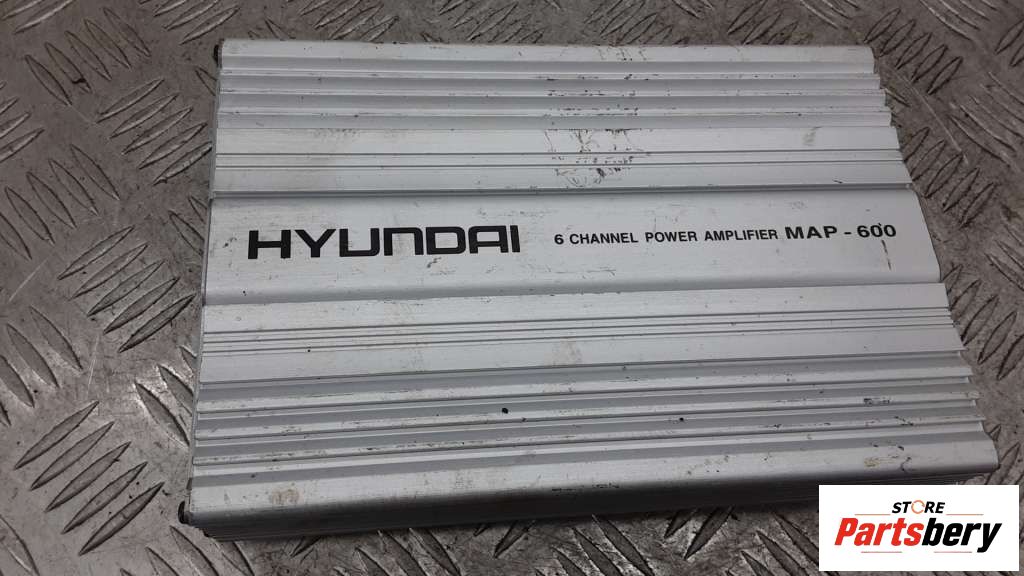 HYUNDAI 6 CHANNEL POWER AMPLIFIER MAP - 600
STORE
Partsbery